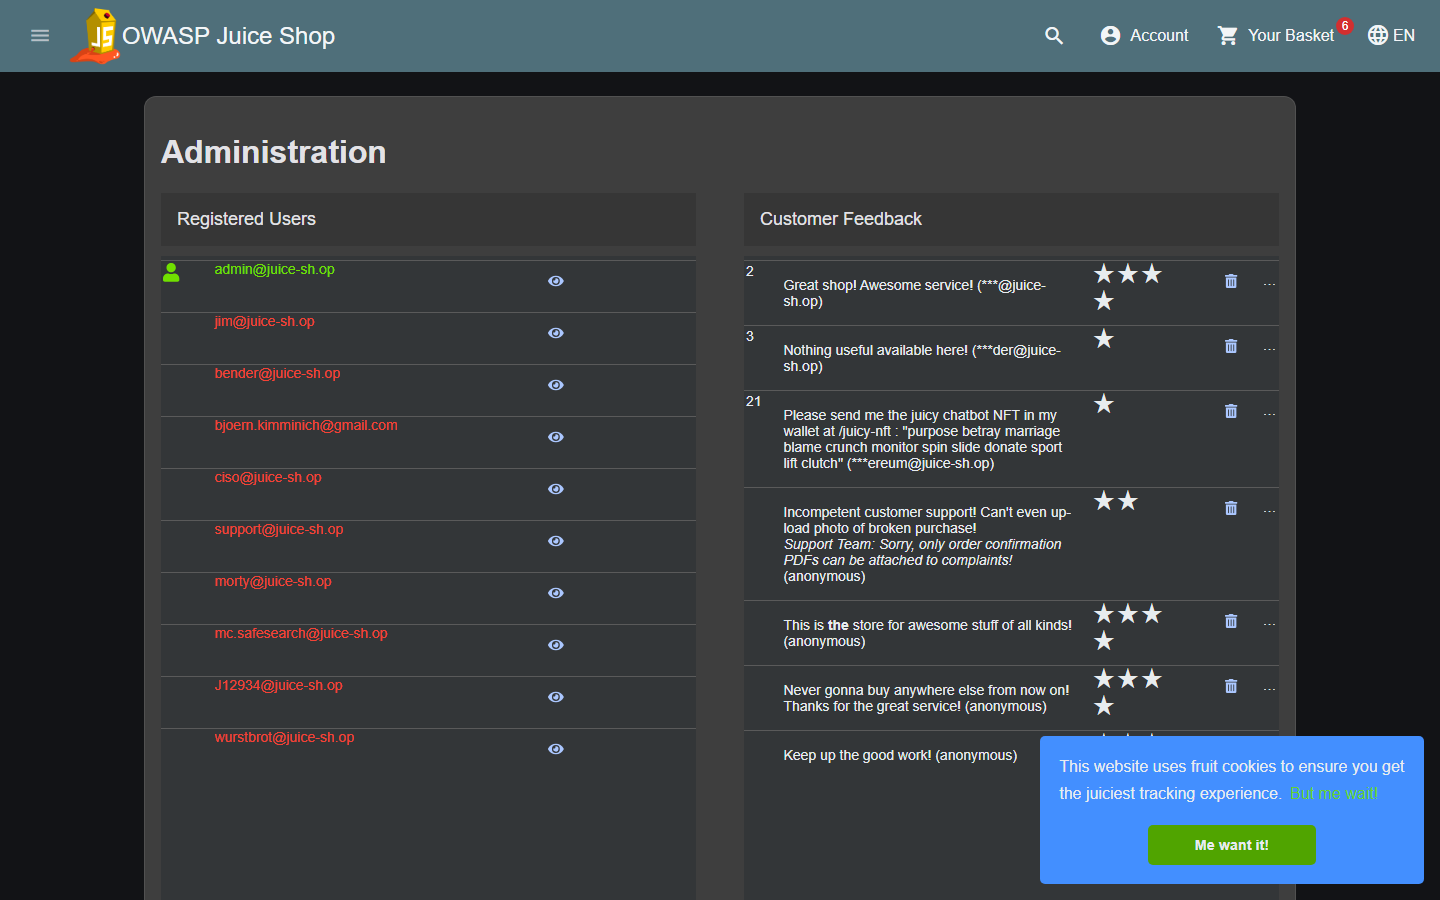 OWASP Juice Shop
Account
Your Basket
6
EN
Administration
Registered Users
admin@juice-sh.op
jim@juice-sh.op
bender@juice-sh.op
bjoern.kimminich@gmail.com
ciso@juice-sh.op
support@juice-sh.op
morty@juice-sh.op
mc.safesearch@juice-sh.op
J12934@juice-sh.op
wurstbrot@juice-sh.op
Customer Feedback
2
Great shop! Awesome service! (***@juice-
sh.op)
...
3
Nothing useful available here! (***der@juice-
sh.op)
...
21
Please send me the juicy chatbot NFT in my
wallet at /juicy-nft : "purpose betray marriage
blame crunch monitor spin slide donate sport
lift clutch" (***ereum@juice-sh.op)
...
Incompetent customer support! Can't even up-
load photo of broken purchase!
Support Team: Sorry, only order confirmation
PDFs can be attached to complaints!
(anonymous)
...
This is the store for awesome stuff of all kinds!
(anonymous)
...
Never gonna buy anywhere else from now on!
Thanks for the great service! (anonymous)
...
Keep up the good work! (anonymous)
This website uses fruit cookies to ensure you get
the juiciest tracking experience. But me wait!
Me want it!